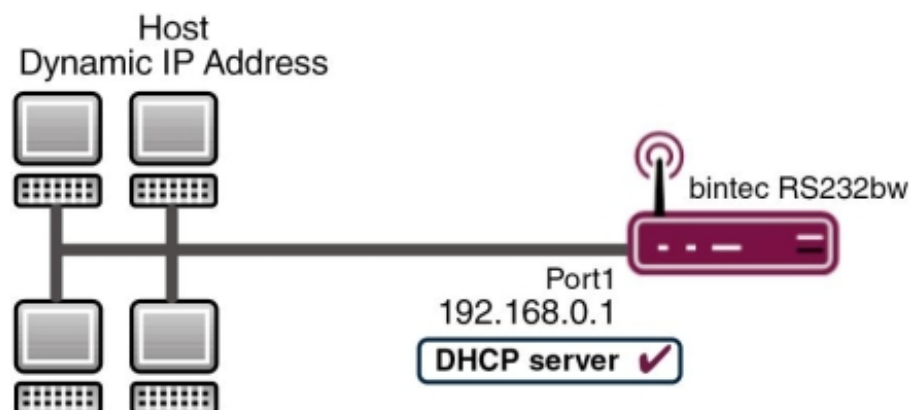 Host
Dynamic IP Address
bintec RS232bw
Port1
192.168.0.1
DHCP server